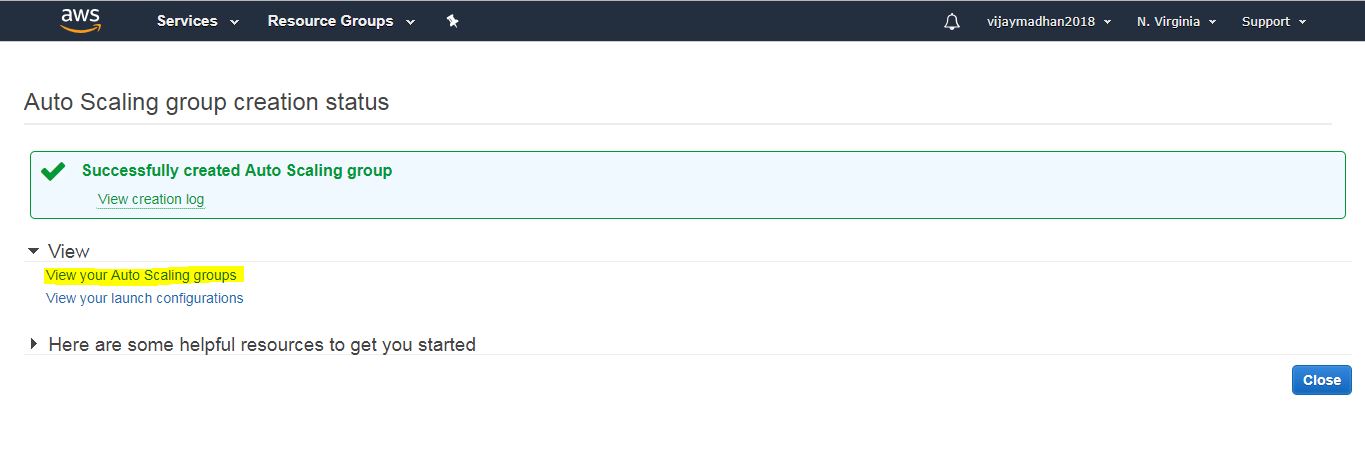 aws Services Resource Groups vijaymadhan2018 N. Virginia Support
Auto Scaling group creation status
Successfully created Auto Scaling group
View creation log
View
View your Auto Scaling groups
View your launch configurations
Here are some helpful resources to get you started
Close